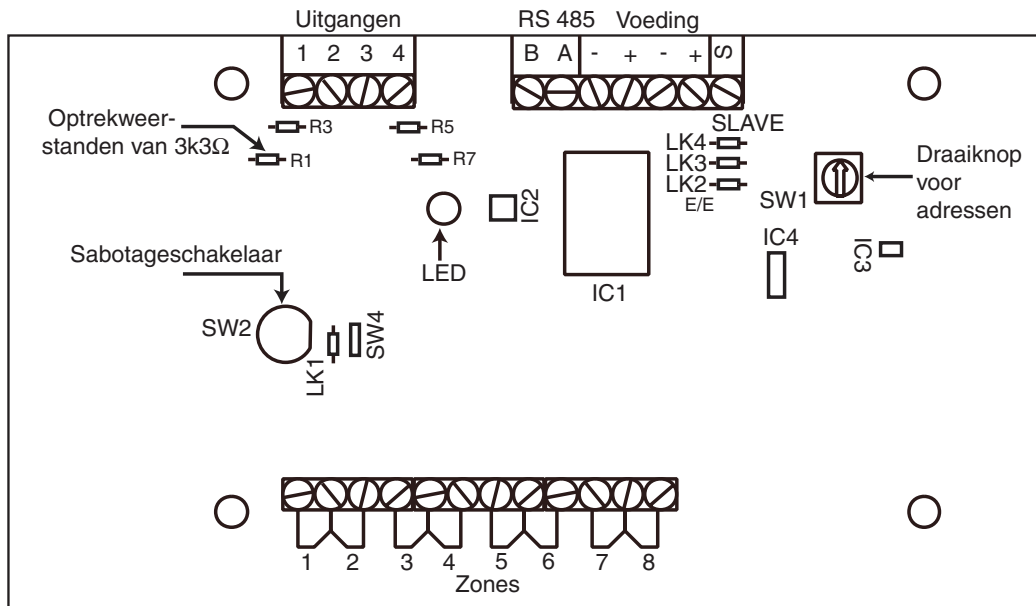 Uitgangen
RS 485 Voeding
1 2 3 4
B A - + - + S
Optrekweer-
standen van 3k3Ω
R3
R5
R1
R7
SLAVE
LK4
LK3
LK2
E/E
SW1
Draaiknop
voor
adressen
IC2
LED
IC1
IC4
IC3
Sabotageschakelaar
SW2
LK1
SW4
1 2 3 4 5 6 7 8
Zones